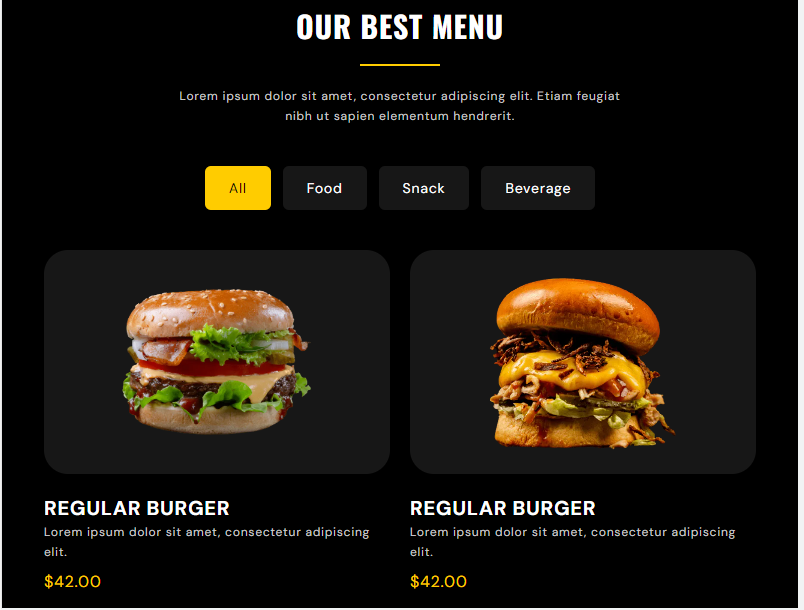 OUR BEST MENU
Lorem ipsum dolor sit amet, consectetur adipiscing elit. Etiam feugiat
nibh ut sapien elementum hendrerit.
All
Food
Snack
Beverage
REGULAR BURGER
Lorem ipsum dolor sit amet, consectetur adipiscing
elit.
$42.00
REGULAR BURGER
Lorem ipsum dolor sit amet, consectetur adipiscing
elit.
$42.00